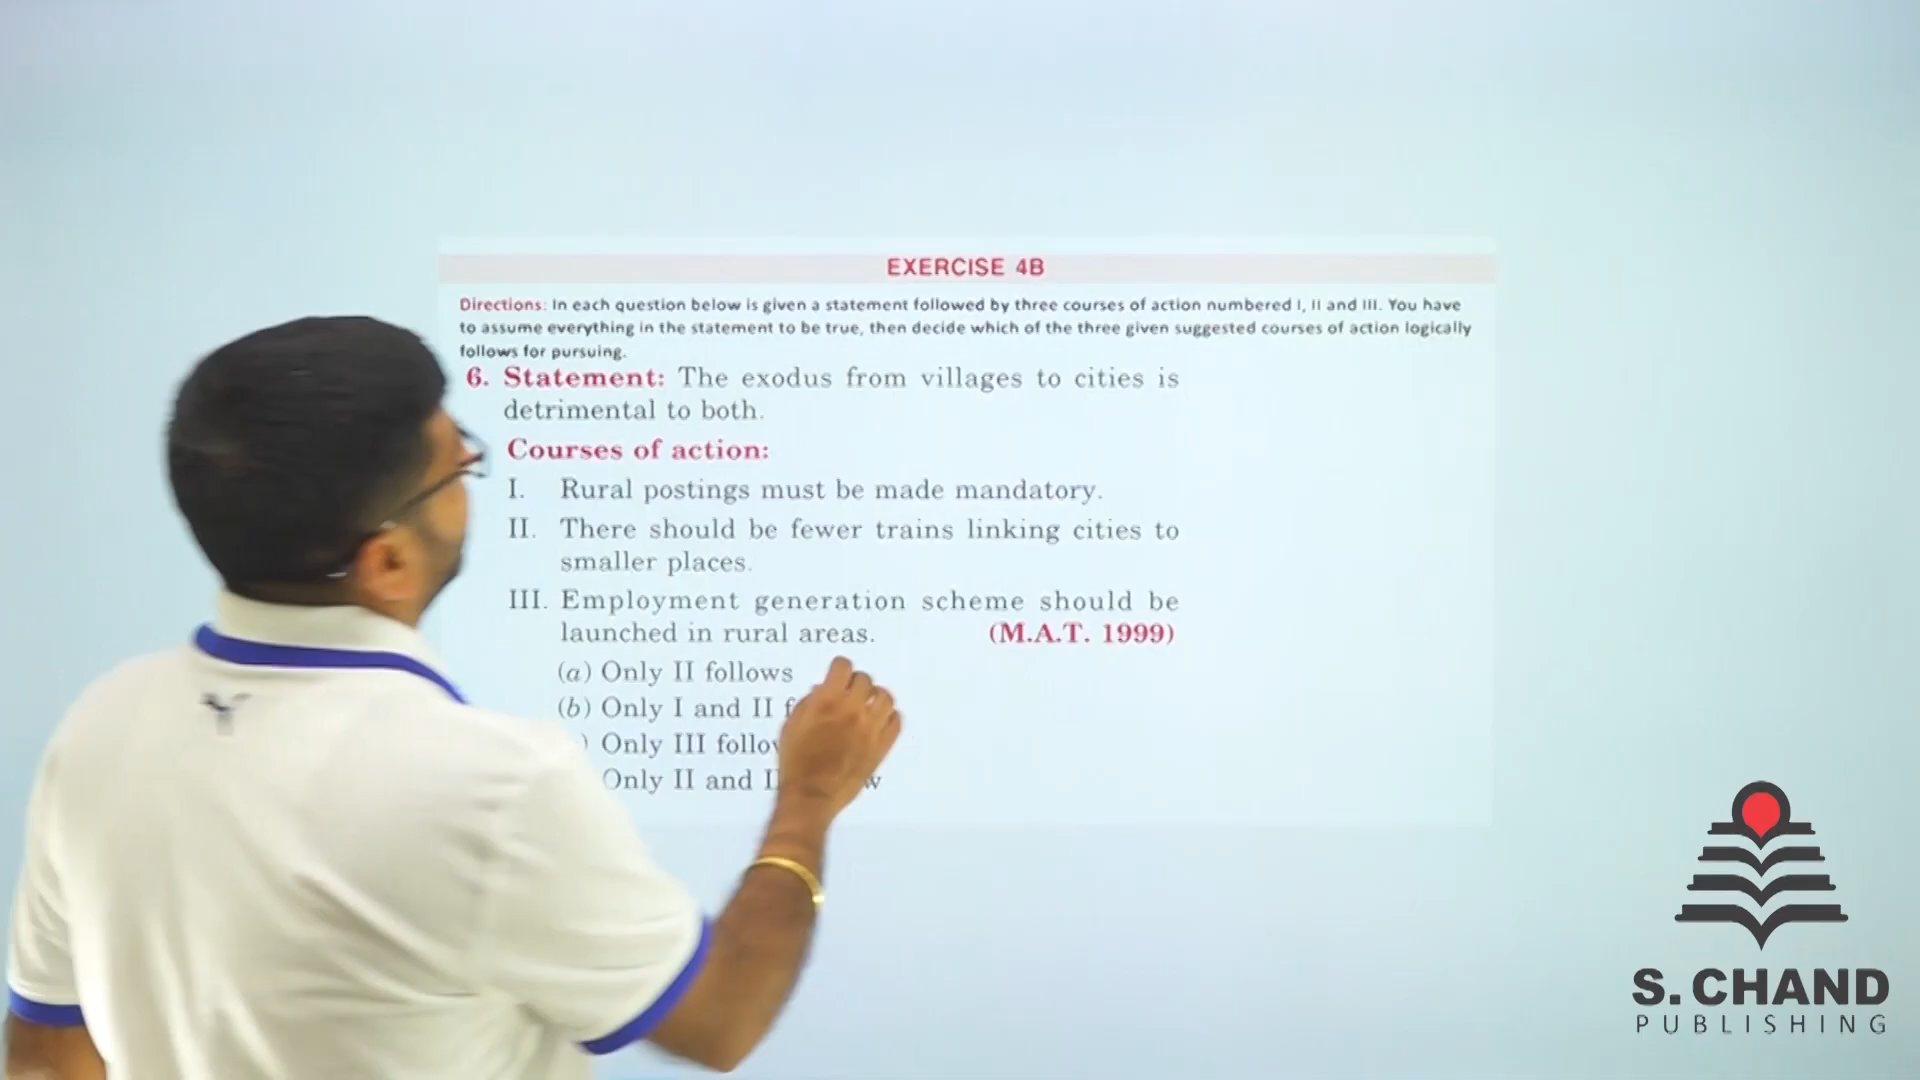 EXERCISE 4B
Directions: In each question below is given a statement followed by three courses of action numbered I, II and III. You have
to assume everything in the statement to be true, then decide which of the three given suggested courses of action logically
follows for pursuing.
6. Statement: The exodus from villages to cities is
detrimental to both.
Courses of action:
I. Rural postings must be made mandatory.
II. There should be fewer trains linking cities to
smaller places.
III. Employment generation scheme should be
launched in rural areas. (M.A.T. 1999)
(a) Only II follows
(b) Only I and II
) Only III
Only II and
S. CHAND
PUBLISHING